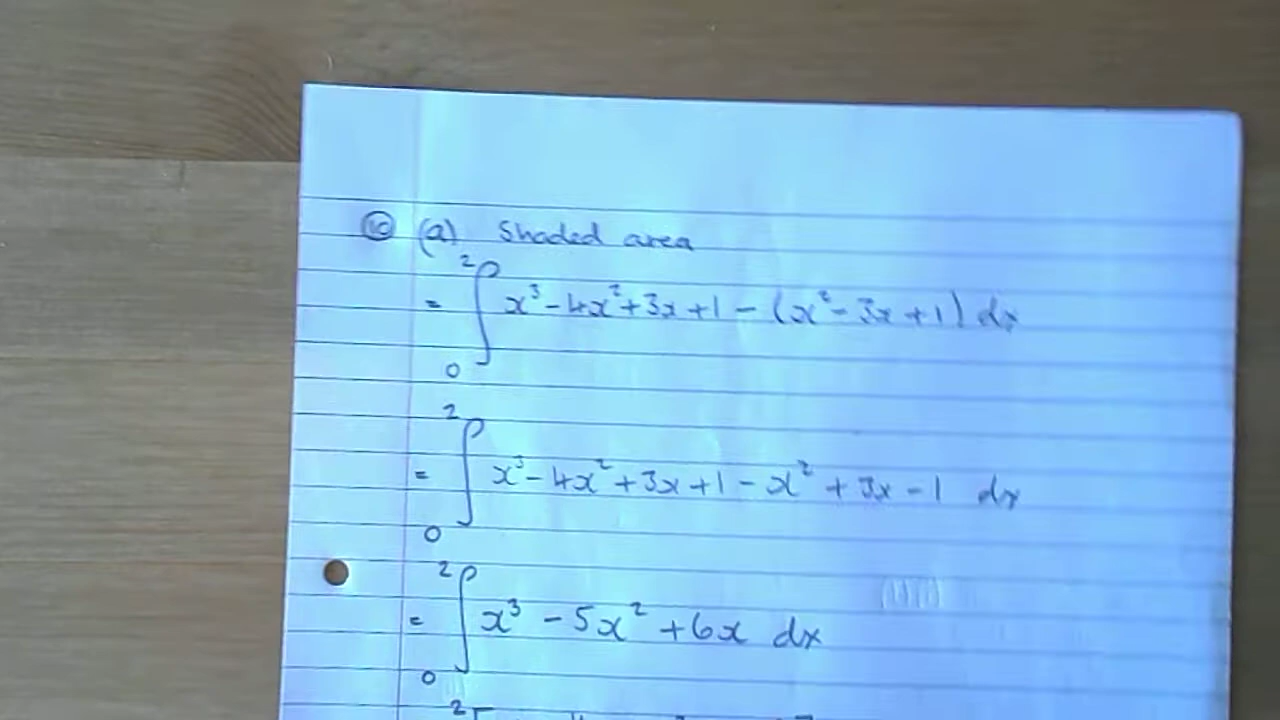 10 (a) Shaded area
= ∫₀² x³ - 4x² + 3x + 1 - (x² - 3x + 1) dx
= ∫₀² x³ - 4x² + 3x + 1 - x² + 3x - 1 dx
= ∫₀² x³ - 5x² + 6x dx
2